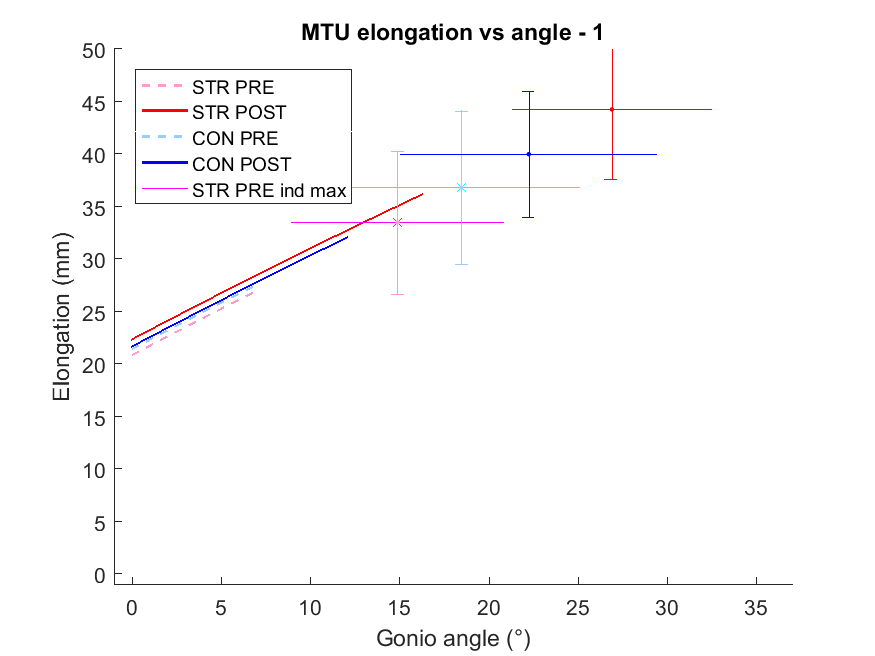 MTU elongation vs angle - 1
STR PRE
STR POST
CON PRE
CON POST
STR PRE ind max
Elongation (mm)
50
45
40
35
30
25
20
15
10
5
0
0 5 10 15 20 25 30 35
Gonio angle (°)